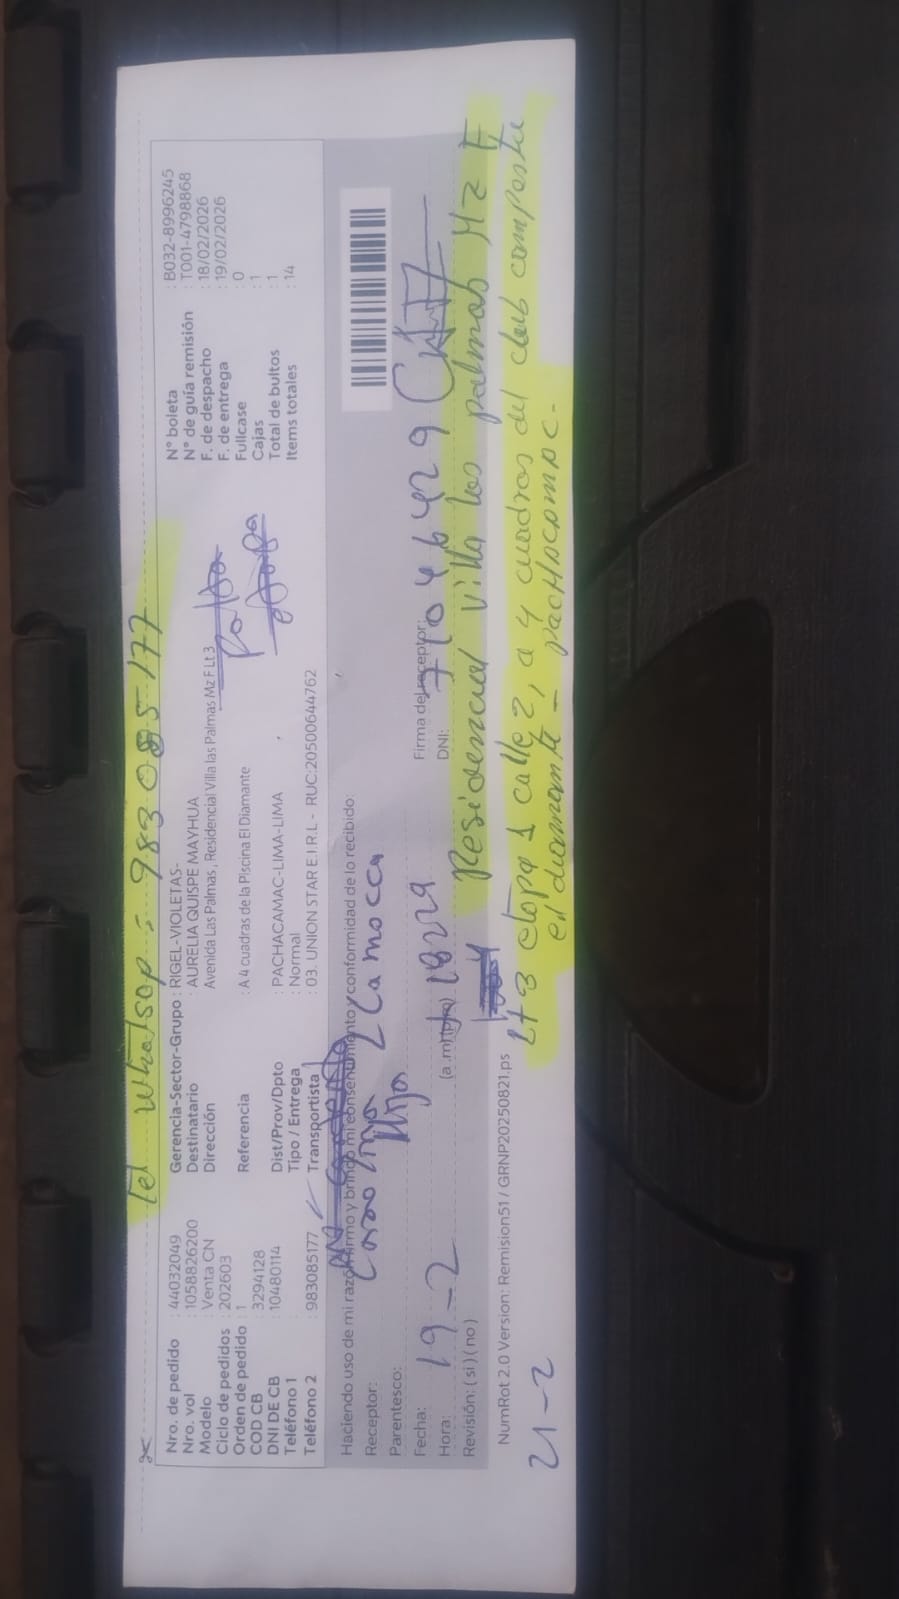 tel whatsop : 983085177
Nro. de pedido : 44032049
Nro. vol : 1058826200
Modelo : Venta CN
Ciclo de pedidos : 202603
Orden de pedido : 1
COD CB : 3294128
DNI DE CB : 10480114
Teléfono 1 :
Teléfono 2 : 983085177
Gerencia-Sector-Grupo : RIGEL-VIOLETAS-
Destinatario : AURELIA QUISPE MAYHUA
Dirección : Avenida Las Palmas , Residencial Villa las Palmas Mz F Lt 3
Referencia : A 4 cuadras de la Piscina El Diamante
Dist/Prov/Dpto : PACHACAMAC-LIMA-LIMA
Tipo / Entrega : Normal
Transportista : 03. UNION STAR E.I.R.L - RUC:20500644762
N° boleta : B032-8996245
N° de guía remisión : T001-4798868
F. de despacho : 18/02/2026
F. de entrega : 19/02/2026
Fullcase : 0
Cajas : 1
Total de bultos : 1
Items totales : 14
Haciendo uso de mi razón firmo y brindo mi consentimiento y conformidad de lo recibido:
Receptor: Llamocca
Parentesco: Hija
Fecha: 19-2
Firma del receptor:
Hora: (a.m)(p.m)
DNI:
Revisión: ( si ) ( no )
Residencial villa las palmas Mz F
NumRot 2.0 Version: Remision51 / GRNP20250821.ps
Lt 3 etapa 1 calle 2, a 4 cuadras del club campestre
21-2
el diamante -